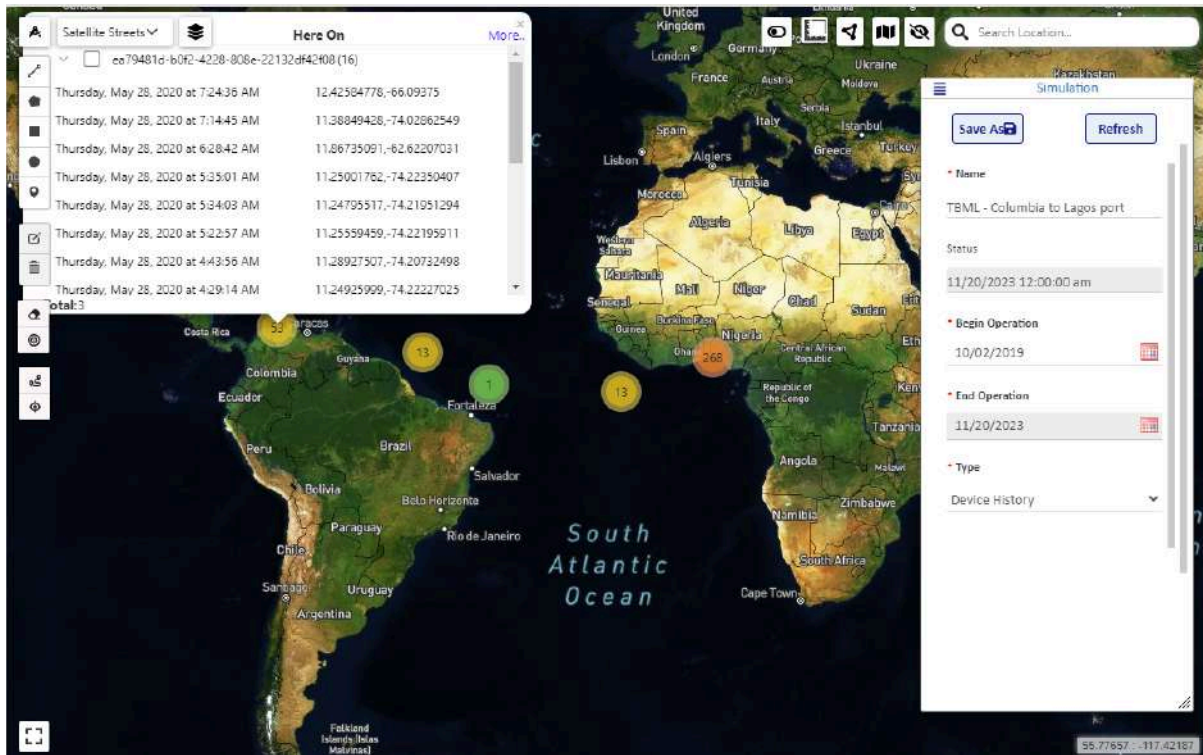 Satellite Streets
Here On
More..
ea79481d-b0f2-4228-808e-22132df42f08 (16)
Thursday, May 28, 2020 at 7:24:36 AM 12.42584778,-66.09375
Thursday, May 28, 2020 at 7:14:45 AM 11.38849428,-74.02862549
Thursday, May 28, 2020 at 6:28:42 AM 11.86735091,-62.62207031
Thursday, May 28, 2020 at 5:35:01 AM 11.25001762,-74.22350407
Thursday, May 28, 2020 at 5:34:03 AM 11.24795517,-74.21951294
Thursday, May 28, 2020 at 5:22:57 AM 11.25559459,-74.22195911
Thursday, May 28, 2020 at 4:43:56 AM 11.28927507,-74.20732498
Thursday, May 28, 2020 at 4:29:14 AM 11.24925999,-74.22227025
Total:3
Search Location...
Simulation
Save As
Refresh
* Name
TBML - Columbia to Lagos port
Status
11/20/2023 12:00:00 am
* Begin Operation
10/02/2019
* End Operation
11/20/2023
* Type
Device History
United
Kingdom
London
Germany
Ukraine
Kazakhstan
France
Austria
Moldova
Serbia
Italy
Istanbul
Spain
Greece
Turkey
Lisbon
Algiers
Tunisia
Morocco
Cairo
Algeria
Libya
Egypt
Western
Sahara
Mauritania
Mali
Niger
Chad
Sudan
Senegal
Burkina Faso
Guinea
Nigeria
Central African
Republic
Eth
268
Republic of
the Congo
Tanzania
Angola
Malawi
Zimbabwe
Namibia
South Africa
Cape Town
Costa Rica
53
13
1
13
Guyana
Colombia
Ecuador
Fortaleza
Peru
Brazil
Salvador
Bolivia
Belo Horizonte
Paraguay
Rio de Janeiro
Chile
Santiago
Uruguay
Argentina
South
Atlantic
Ocean
Falkland
Islands [Islas
Malvinas]
55.77657 : -117.42187